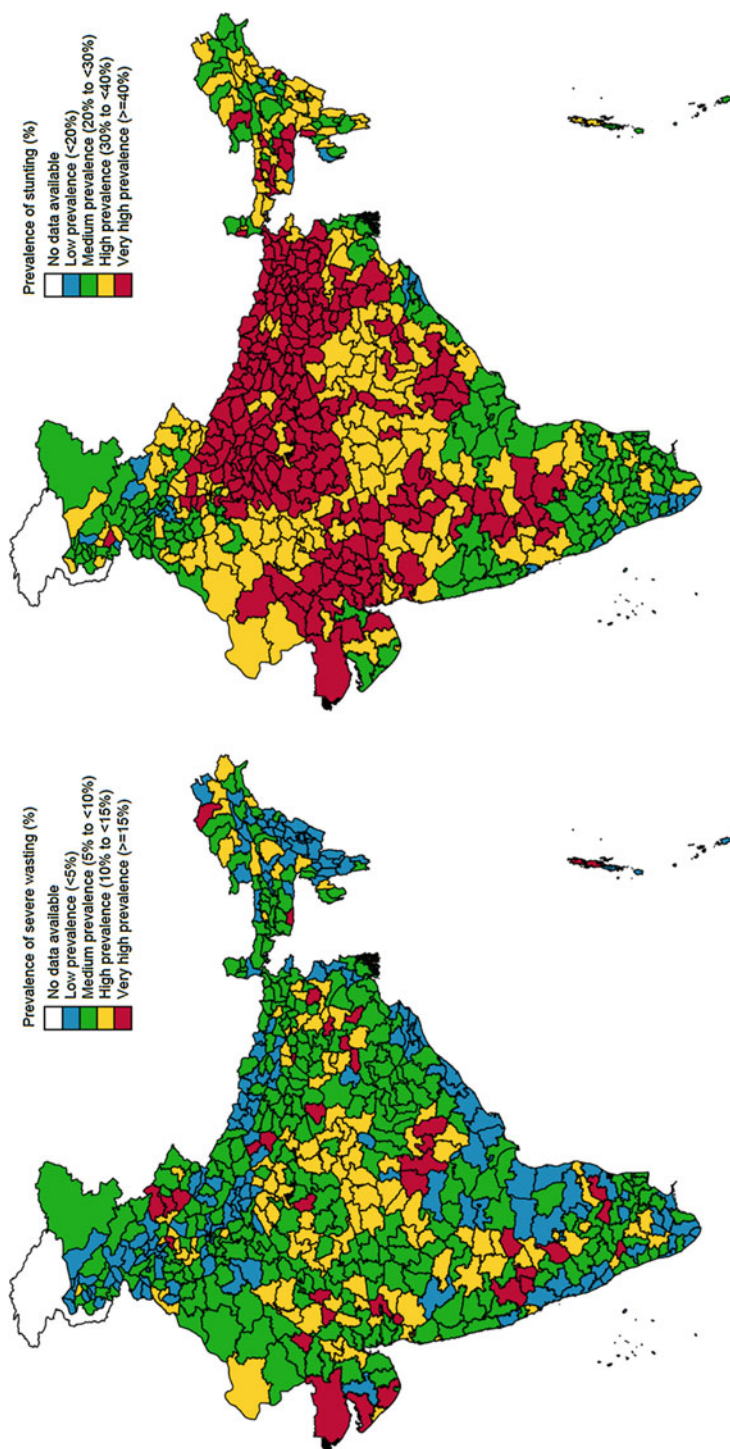 Prevalence of severe wasting (%)
No data available
Low prevalence (<5%)
Medium prevalence (5% to <10%)
High prevalence (10% to <15%)
Very high prevalence (>=15%)
Prevalence of stunting (%)
No data available
Low prevalence (<20%)
Medium prevalence (20% to <30%)
High prevalence (30% to <40%)
Very high prevalence (>=40%)